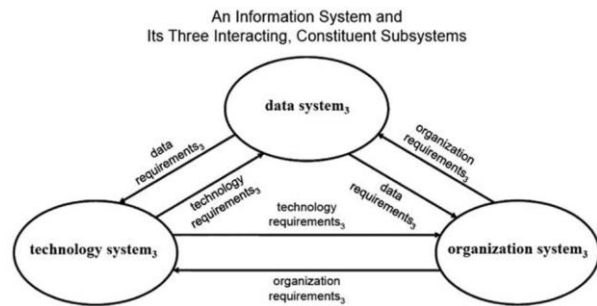 An Information System and
Its Three Interacting, Constituent Subsystems
data system₃
data
requirements₃
organization
requirements₃
technology
requirements₃
technology
requirements₃
data
requirements₃
technology system₃
organization system₃
organization
requirements₃